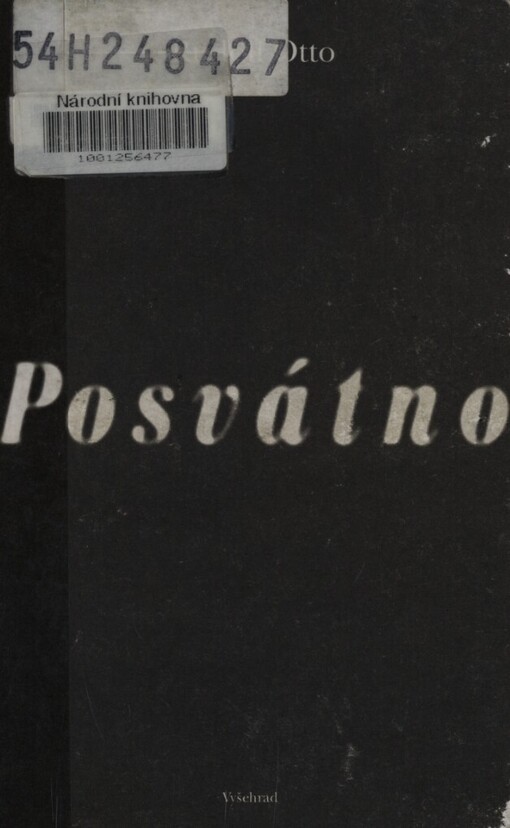 54H248427
Otto
Národní knihovna
1001256477
Posvátno
Vyšehrad